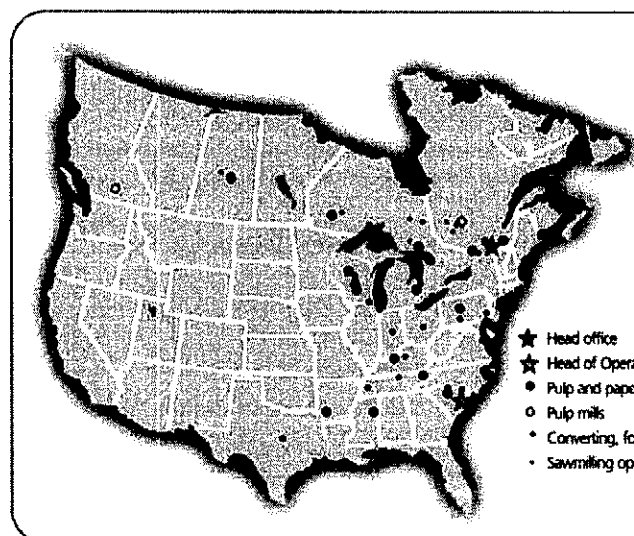 Head office
Head of Opera
Pulp and pape
Pulp mills
Converting, fo
Sawmilling op